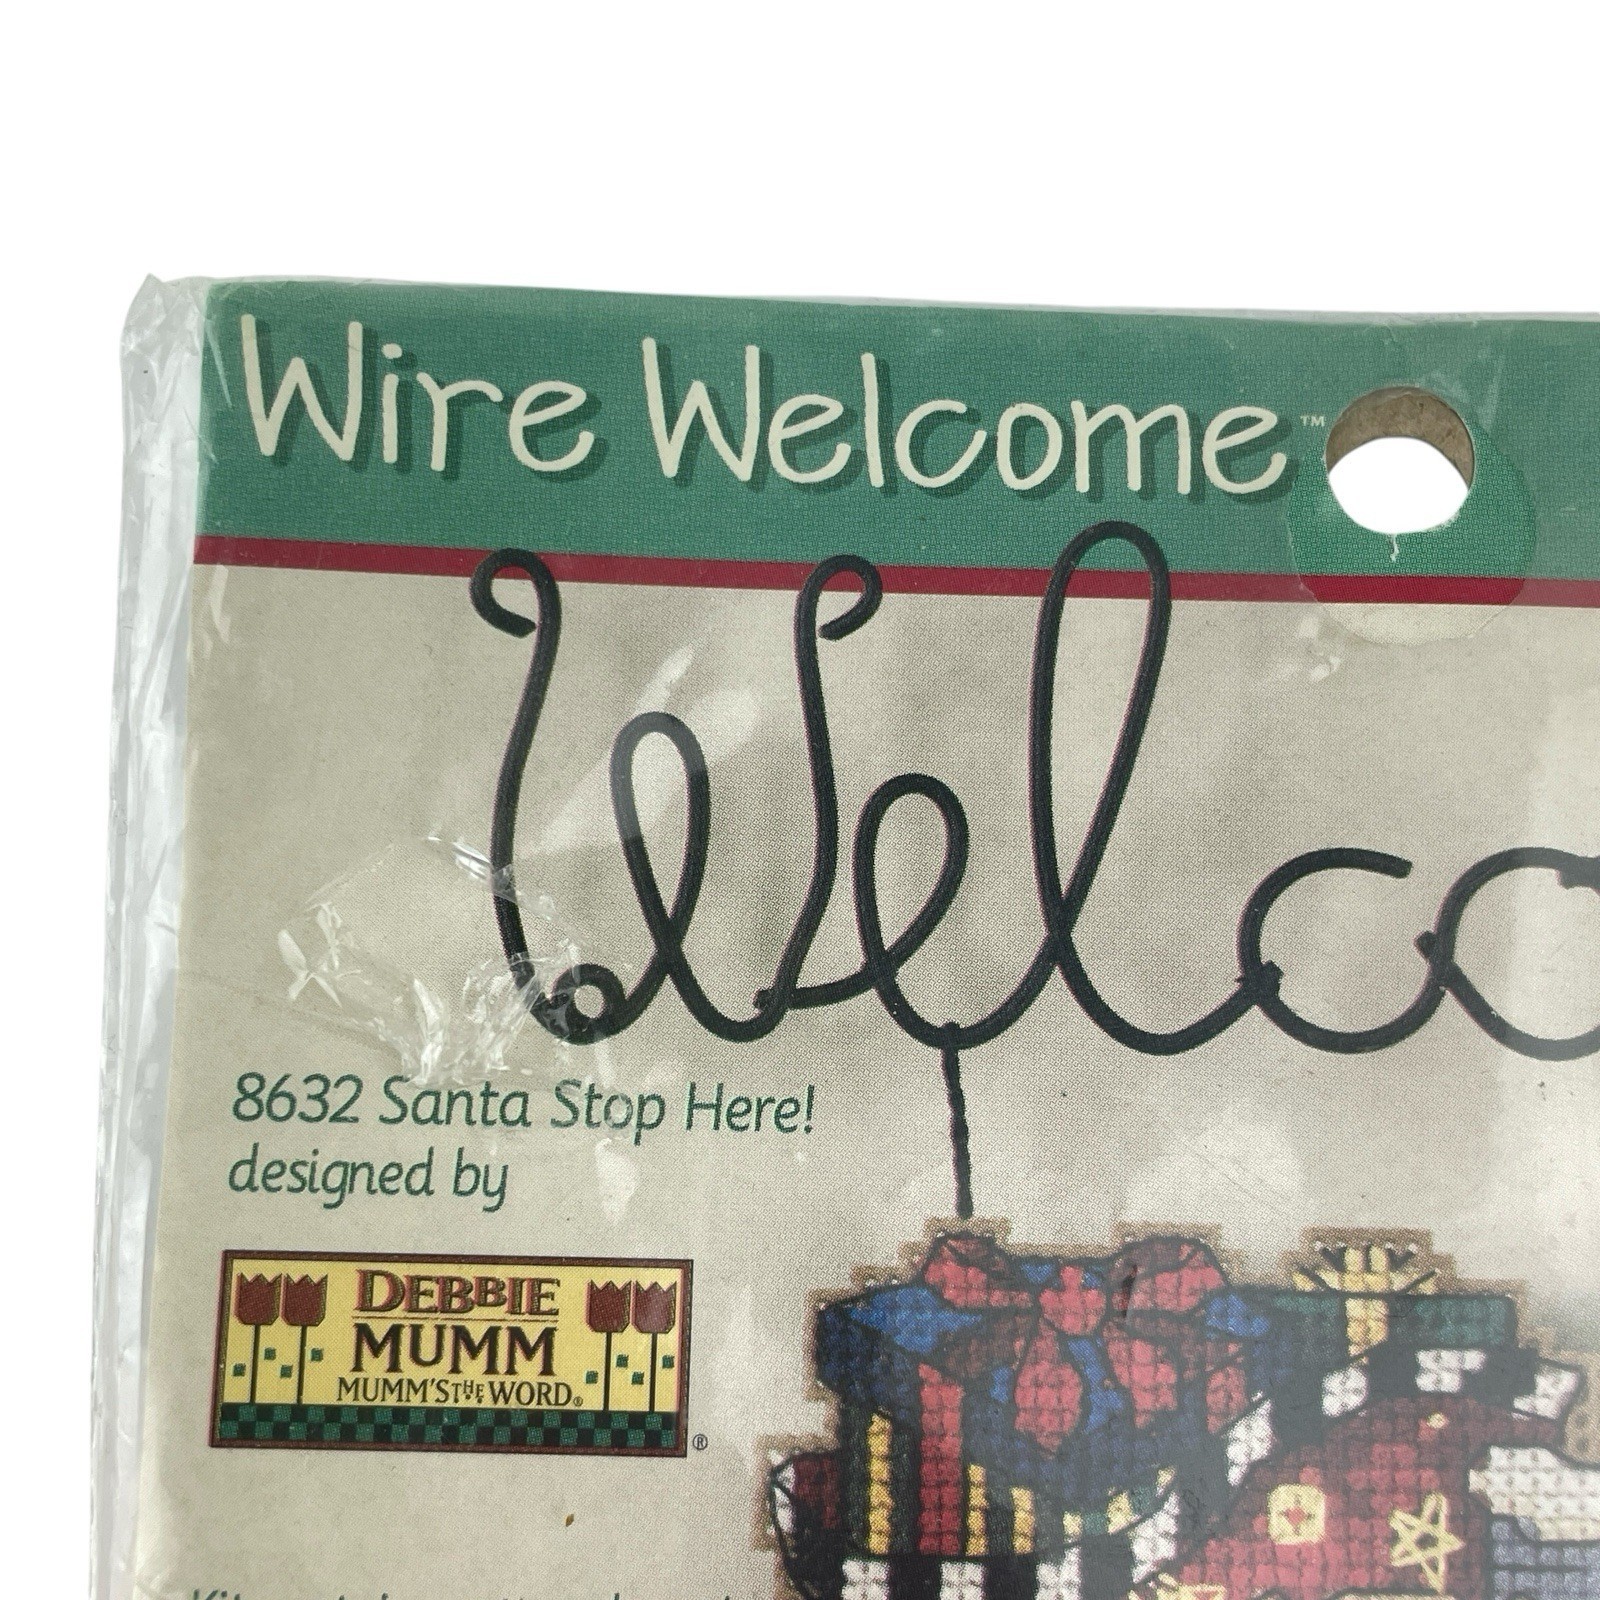 Wire Welcome™
Welco
8632 Santa Stop Here!
designed by
DEBBIE
MUMM
MUMM'S THE WORD®
®